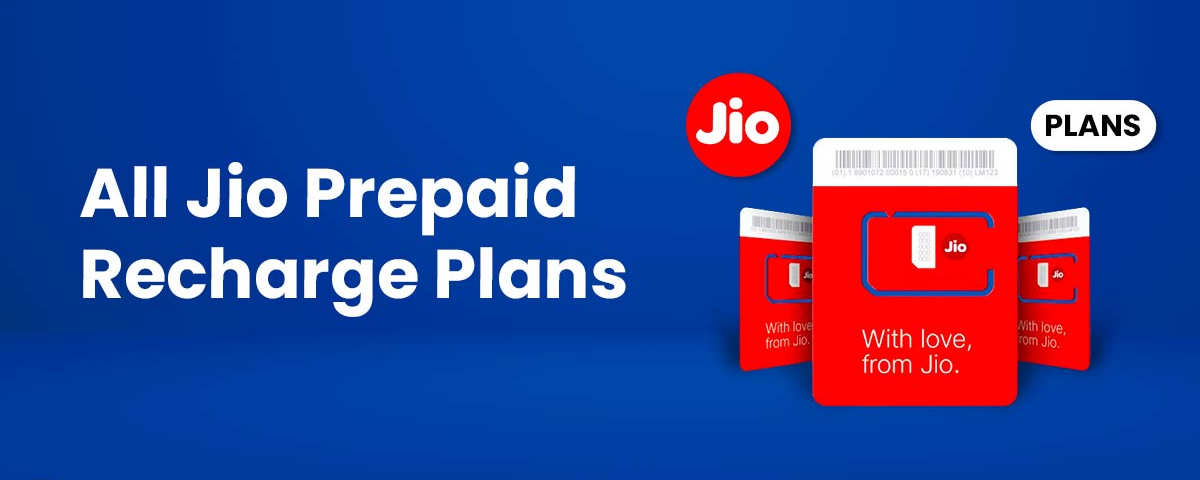 All Jio Prepaid
Recharge Plans
Jio
PLANS
(01) 1 8901072 00015 0 (17) 190831 (10) LM123
Jio
With love,
from Jio.
Jio
With love
from Jio.
Jio
With love,
from Jio.